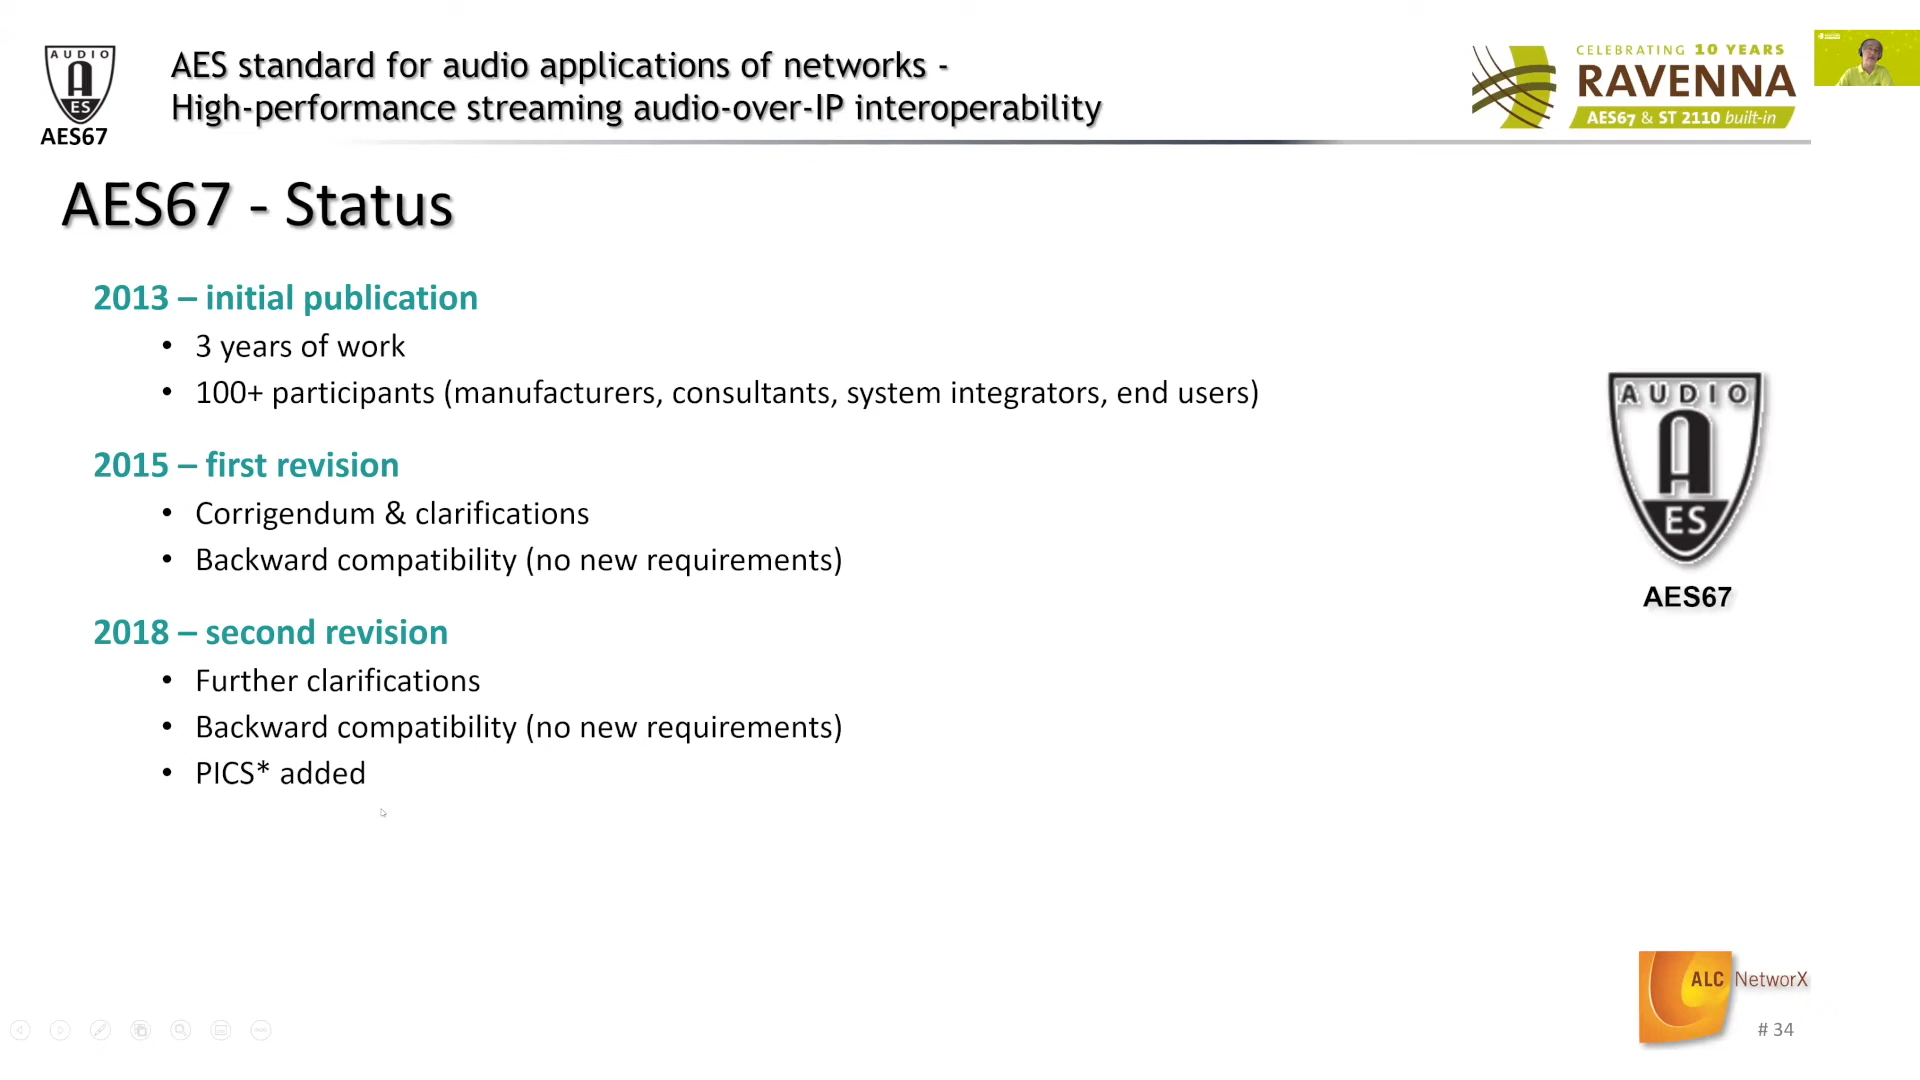 AUDIO
A
ES
AES67
AES standard for audio applications of networks -
High-performance streaming audio-over-IP interoperability
CELEBRATING 10 YEARS
RAVENNA
AES67 & ST 2110 built-in
AES67 - Status
2013 – initial publication
• 3 years of work
• 100+ participants (manufacturers, consultants, system integrators, end users)
2015 – first revision
• Corrigendum & clarifications
• Backward compatibility (no new requirements)
2018 – second revision
• Further clarifications
• Backward compatibility (no new requirements)
• PICS* added
AUDIO
A
ES
AES67
ALC NetworX
# 34